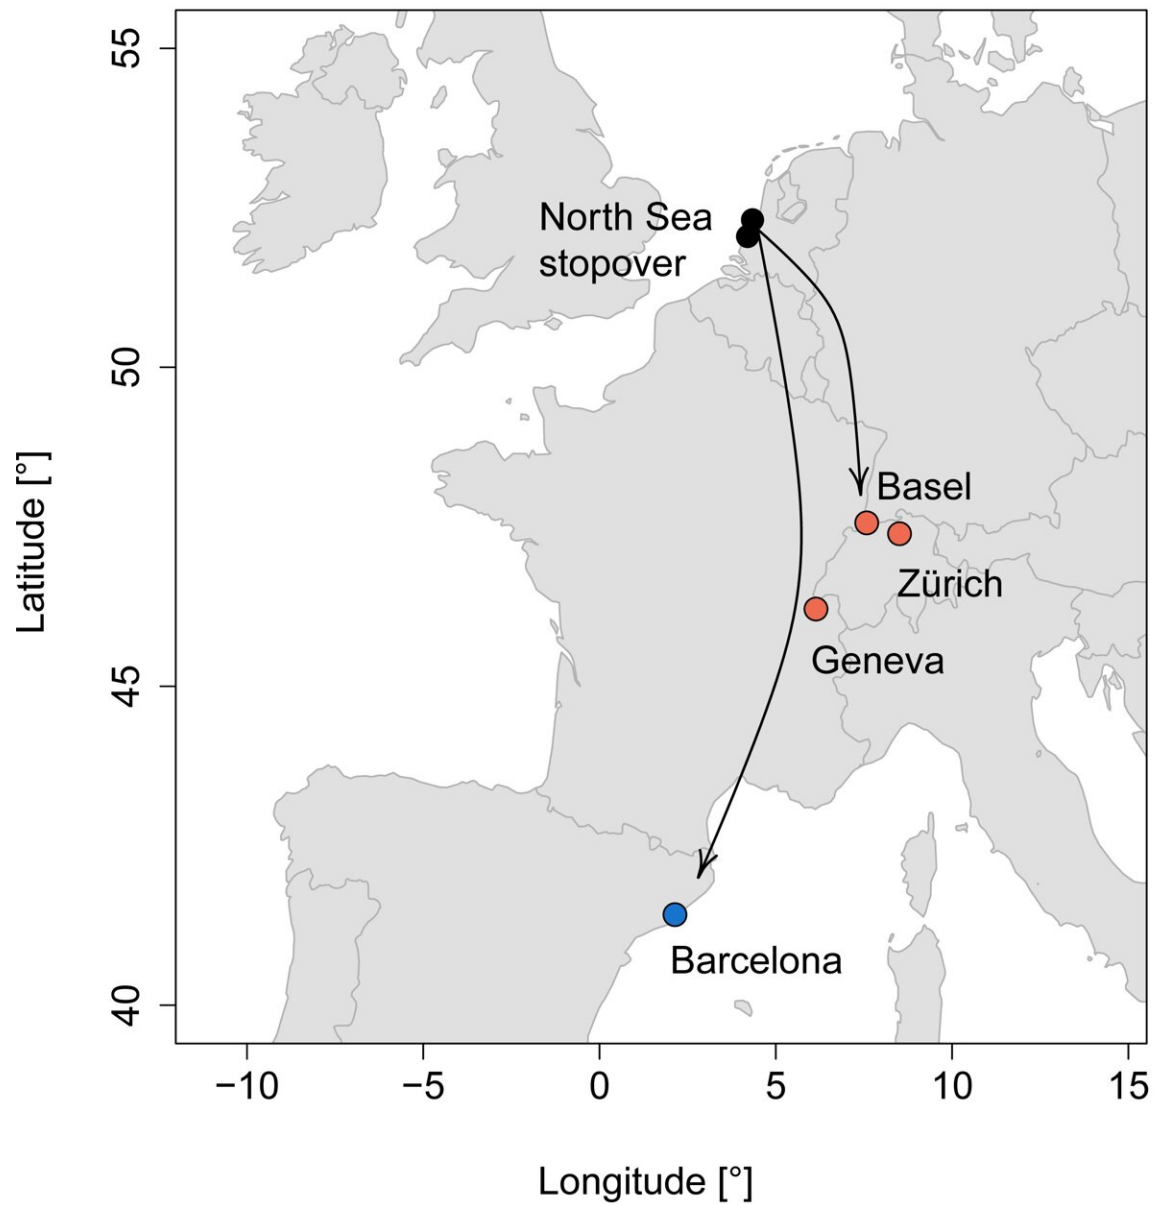 55
50
45
40
Latitude [°]
North Sea
stopover
Basel
Zürich
Geneva
Barcelona
−10 −5 0 5 10 15
Longitude [°]